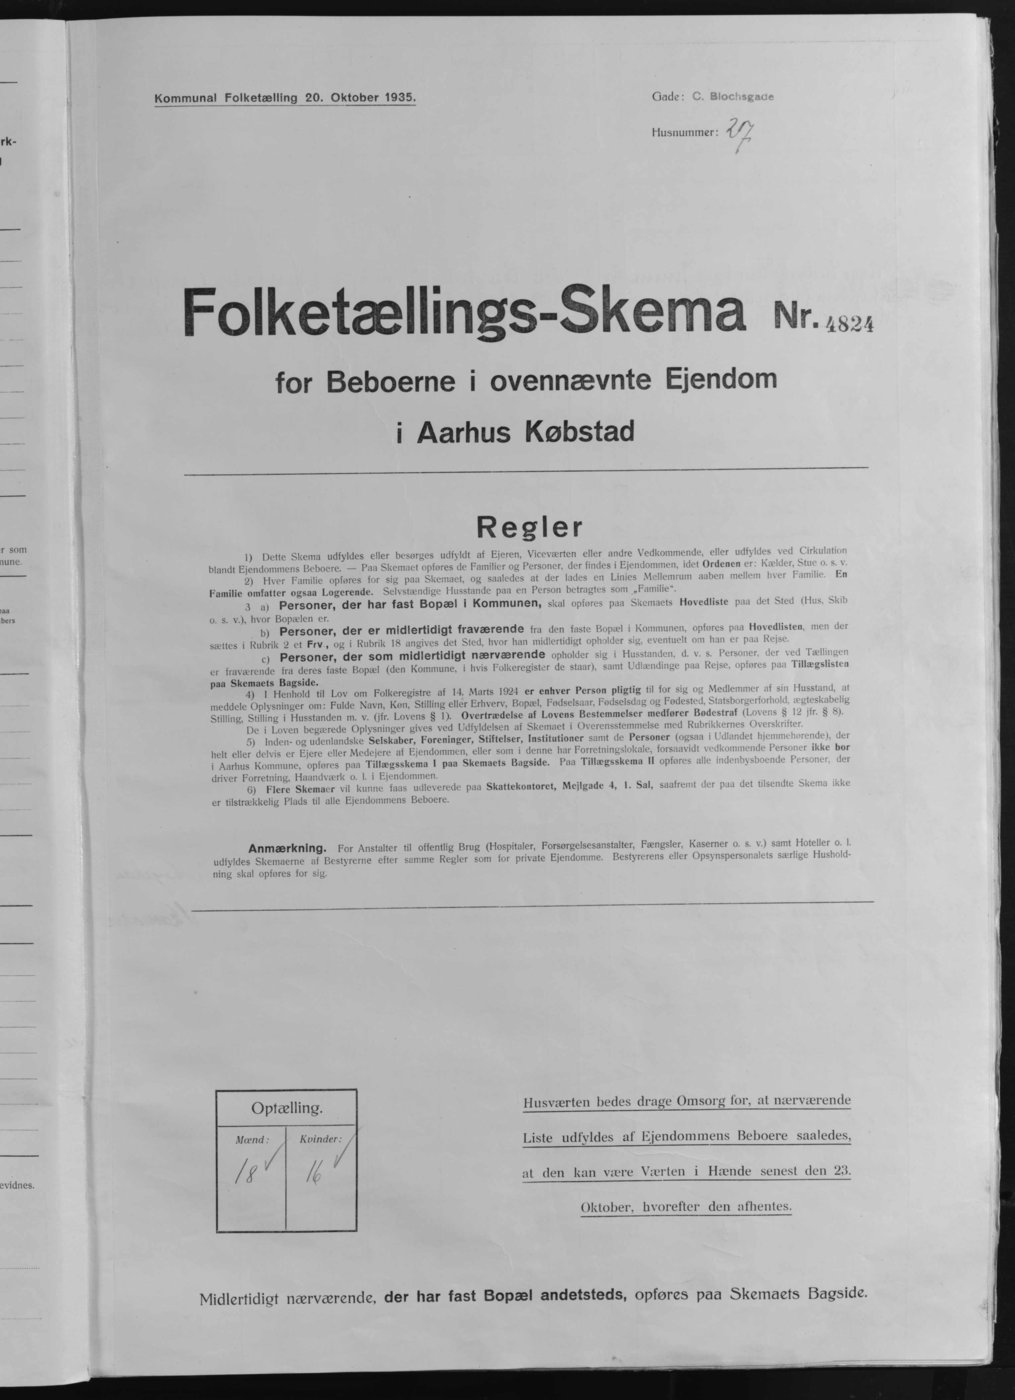 Kommunal Folketælling 20. Oktober 1935.
Gade: C. Blochsgade
Husnummer: 27
Folketællings-Skema Nr. 4824
for Beboerne i ovennævnte Ejendom
i Aarhus Købstad
Regler
1) Dette Skema udfyldes eller besørges udfyldt af Ejeren, Viceværten eller andre Vedkommende, eller udfyldes ved Cirkulation
blandt Ejendommens Beboere. — Paa Skemaet opføres de Familier og Personer, der findes i Ejendommen, idet Ordenen er: Kælder, Stue o. s. v.
2) Hver Familie opføres for sig paa Skemaet, og saaledes at der lades en Linies Mellemrum aaben mellem hver Familie. En
Familie omfatter ogsaa Logerende. Selvstændige Husstande paa en Person betragtes som „Familie".
3 a) Personer, der har fast Bopæl i Kommunen, skal opføres paa Skemaets Hovedliste paa det Sted (Hus, Skib
o. s. v.), hvor Bopælen er.
b) Personer, der er midlertidigt fraværende fra den faste Bopæl i Kommunen, opføres paa Hovedlisten, men der
sættes i Rubrik 2 et Frv., og i Rubrik 18 angives det Sted, hvor han midlertidigt opholder sig, eventuelt om han er paa Rejse.
c) Personer, der som midlertidigt nærværende opholder sig i Husstanden, d. v. s. Personer, der ved Tællingen
er fraværende fra deres faste Bopæl (den Kommune, i hvis Folkeregister de staar), samt Udlændinge paa Rejse, opføres paa Tillægslisten
paa Skemaets Bagside.
4) I Henhold til Lov om Folkeregistre af 14. Marts 1924 er enhver Person pligtig til for sig og Medlemmer af sin Husstand, at
meddele Oplysninger om: Fulde Navn, Køn, Stilling eller Erhverv, Bopæl, Fødselsaar, Fødselsdag og Fødested, Statsborgerforhold, ægteskabelig
Stilling, Stilling i Husstanden m. v. (jfr. Lovens § 1). Overtrædelse af Lovens Bestemmelser medfører Bødestraf (Lovens § 12 jfr. § 8).
De i Loven begærede Oplysninger gives ved Udfyldelsen af Skemaet i Overensstemmelse med Rubrikkernes Overskrifter.
5) Inden- og udenlandske Selskaber, Foreninger, Stiftelser, Institutioner samt de Personer (ogsaa i Udlandet hjemmehørende), der
helt eller delvis er Ejere eller Medejere af Ejendommen, eller som i denne har Forretningslokale, forsaavidt vedkommende Personer ikke bor
i Aarhus Kommune, opføres paa Tillægsskema I paa Skemaets Bagside. Paa Tillægsskema II opføres alle indenbysboende Personer, der
driver Forretning, Haandværk o. l. i Ejendommen.
6) Flere Skemaer vil kunne faas udleverede paa Skattekontoret, Mejlgade 4, 1. Sal, saafremt der paa det tilsendte Skema ikke
er tilstrækkelig Plads til alle Ejendommens Beboere.
Anmærkning. For Anstalter til offentlig Brug (Hospitaler, Forsørgelsesanstalter, Fængsler, Kaserner o. s. v.) samt Hoteller o. l.
udfyldes Skemaerne af Bestyrerne efter samme Regler som for private Ejendomme. Bestyrerens eller Opsynspersonalets særlige Hushold-
ning skal opføres for sig.
Optælling.
Mænd: Kvinder:
18 16
Husværten bedes drage Omsorg for, at nærværende
Liste udfyldes af Ejendommens Beboere saaledes,
at den kan være Værten i Hænde senest den 23.
Oktober, hvorefter den afhentes.
Midlertidigt nærværende, der har fast Bopæl andetsteds, opføres paa Skemaets Bagside.